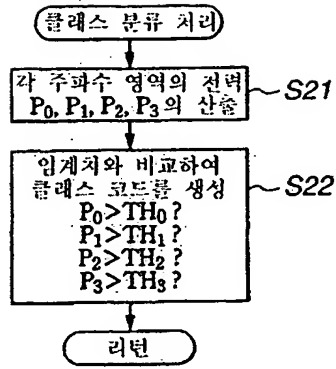 클래스 분류 처리
각 주파수 영역의 전력
P₀, P₁, P₂, P₃의 산출
S21
임계치와 비교하여
클래스 코드를 생성
P₀>TH₀?
P₁>TH₁?
P₂>TH₂?
P₃>TH₃?
S22
리턴